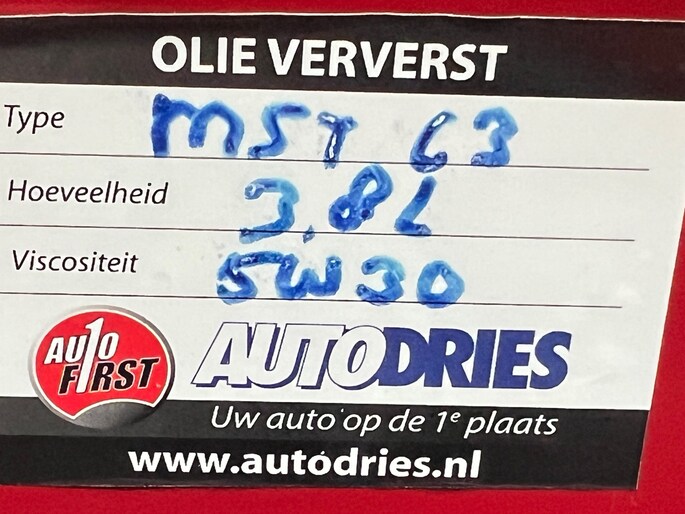 OLIE VERVERST
Type MST C3
Hoeveelheid 3.8L
Viscositeit 5W30
AUTO FIRST AUTODRIES
Uw auto op de 1e plaats
www.autodries.nl